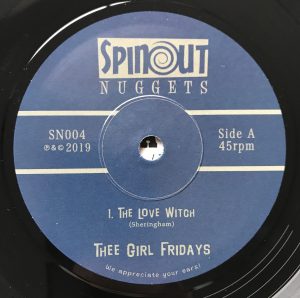 SPINOUT
NUGGETS
SN004
℗ & © 2019
Side A
45rpm
1. THE LOVE WITCH
(Sheringham)
THEE GIRL FRIDAYS
We appreciate your ears!